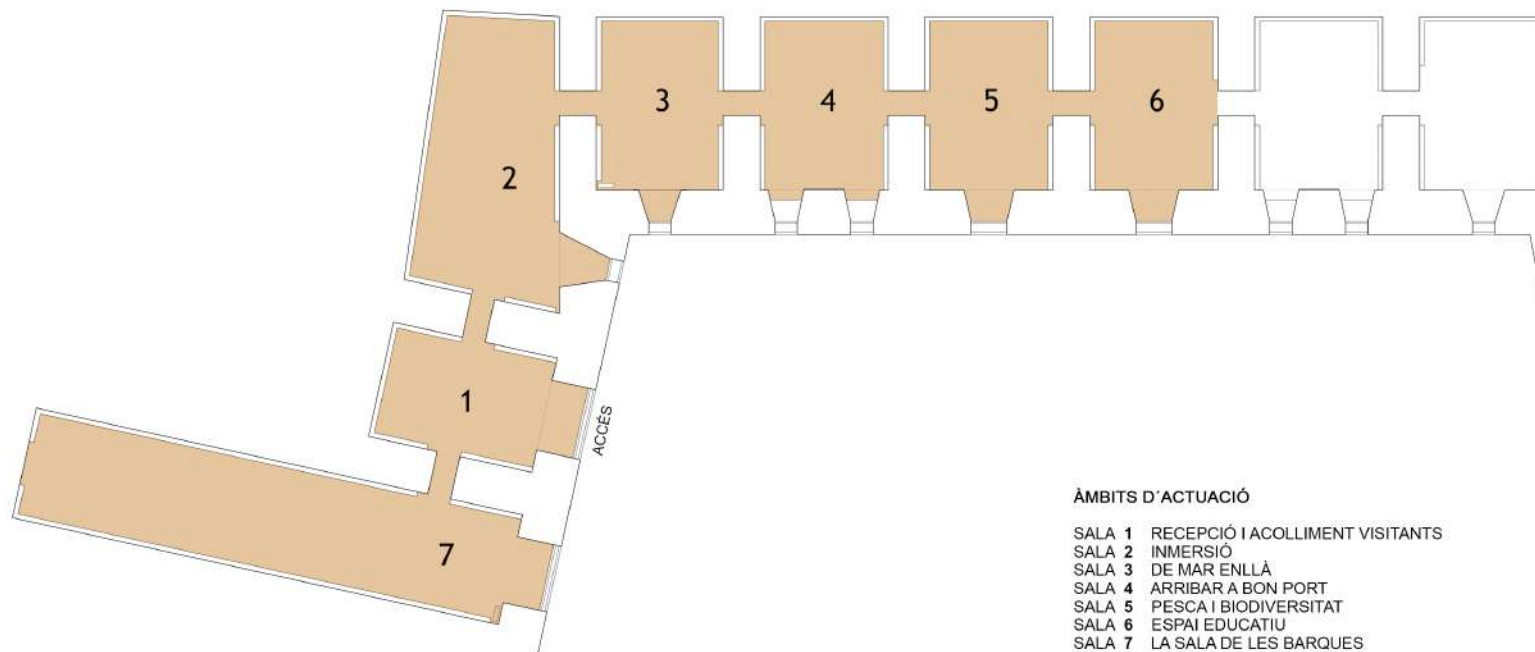 3 4 5 6
2
1
ACCÉS
7
ÀMBITS D´ACTUACIÓ
SALA 1 RECEPCIÓ I ACOLLIMENT VISITANTS
SALA 2 INMERSIÓ
SALA 3 DE MAR ENLLÀ
SALA 4 ARRIBAR A BON PORT
SALA 5 PESCA I BIODIVERSITAT
SALA 6 ESPAI EDUCATIU
SALA 7 LA SALA DE LES BARQUES